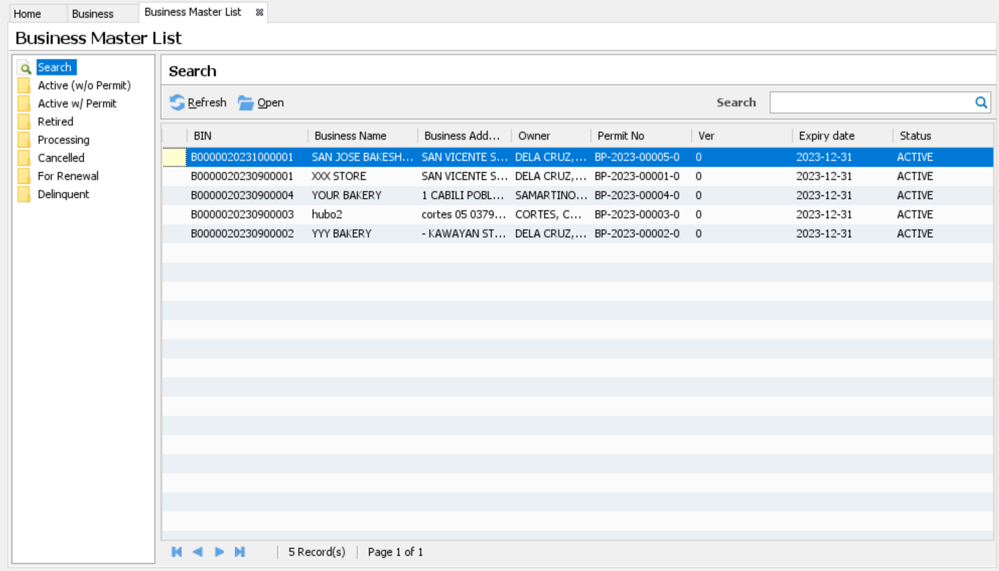 Home Business Business Master List
Business Master List
Search
Active (w/o Permit)
Active w/ Permit
Retired
Processing
Cancelled
For Renewal
Delinquent
Search
Refresh Open Search
BIN Business Name Business Add... Owner Permit No Ver Expiry date Status
B0000020231000001 SAN JOSE BAKESH... SAN VICENTE S... DELA CRUZ,... BP-2023-00005-0 0 2023-12-31 ACTIVE
B0000020230900001 XXX STORE SAN VICENTE S... DELA CRUZ,... BP-2023-00001-0 0 2023-12-31 ACTIVE
B0000020230900004 YOUR BAKERY 1 CABILI POBL... SAMARTINO... BP-2023-00004-0 0 2023-12-31 ACTIVE
B0000020230900003 hubo2 cortes 05 0379... CORTES, C... BP-2023-00003-0 0 2023-12-31 ACTIVE
B0000020230900002 YYY BAKERY - KAWAYAN ST... DELA CRUZ,... BP-2023-00002-0 0 2023-12-31 ACTIVE
5 Record(s) Page 1 of 1